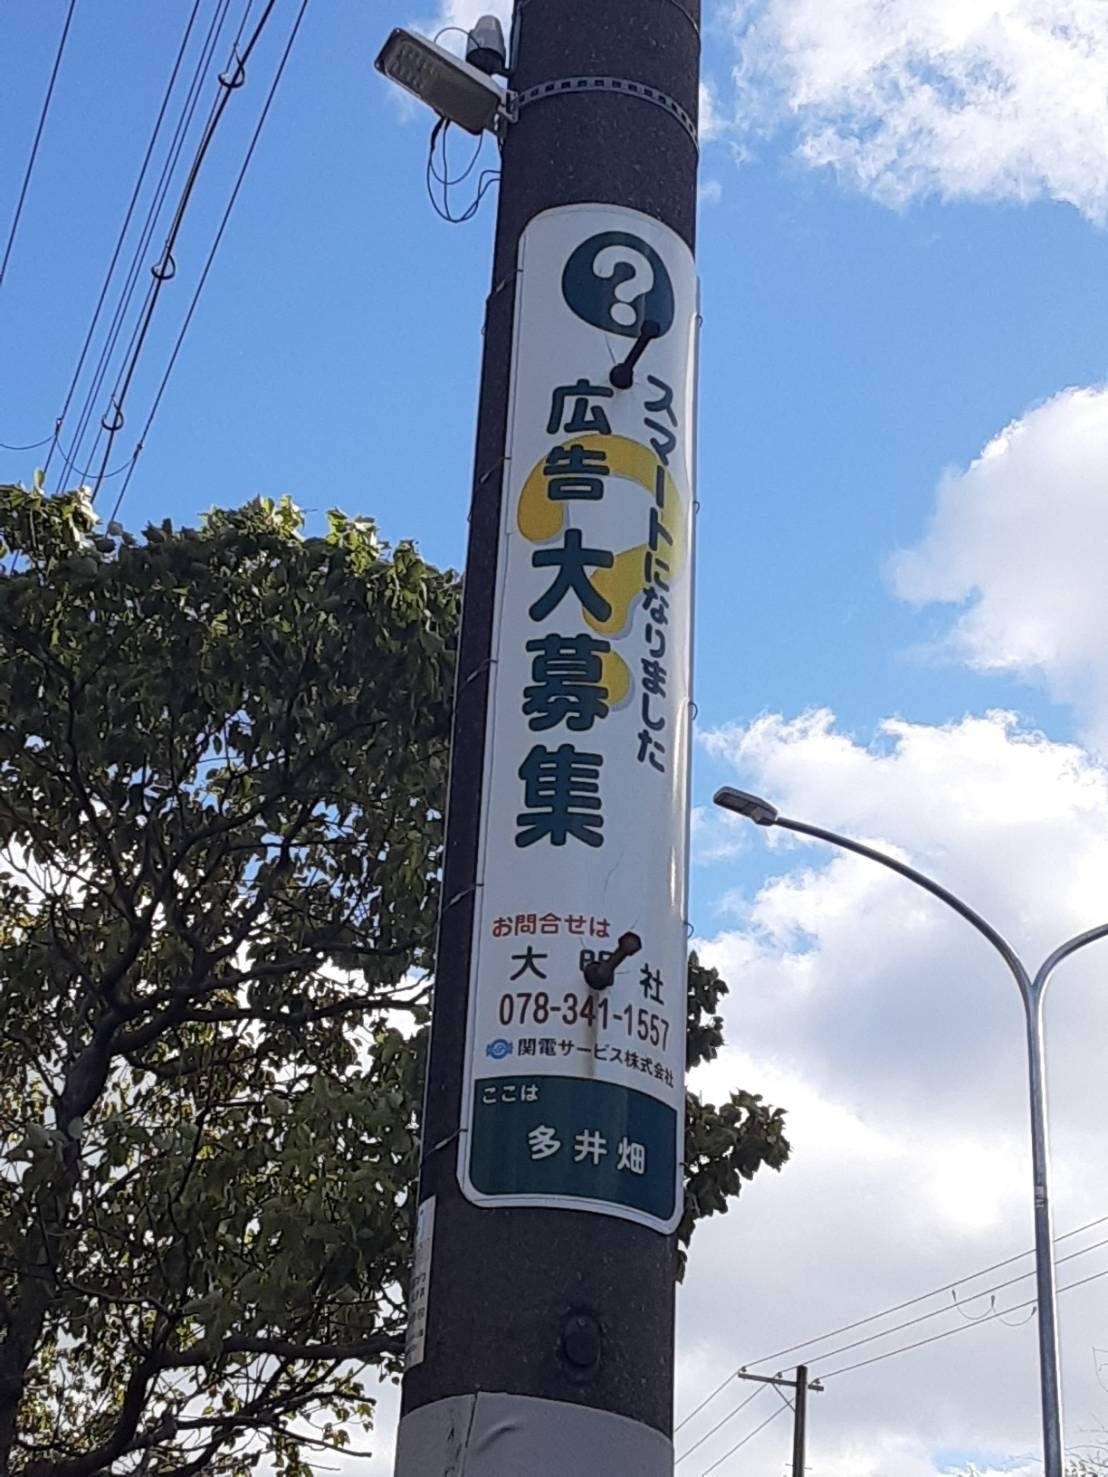 ?
スマートになりました
広告大募集
お問合せは
大 社
078-341-1557
関電サービス株式会社
ここは
多井畑